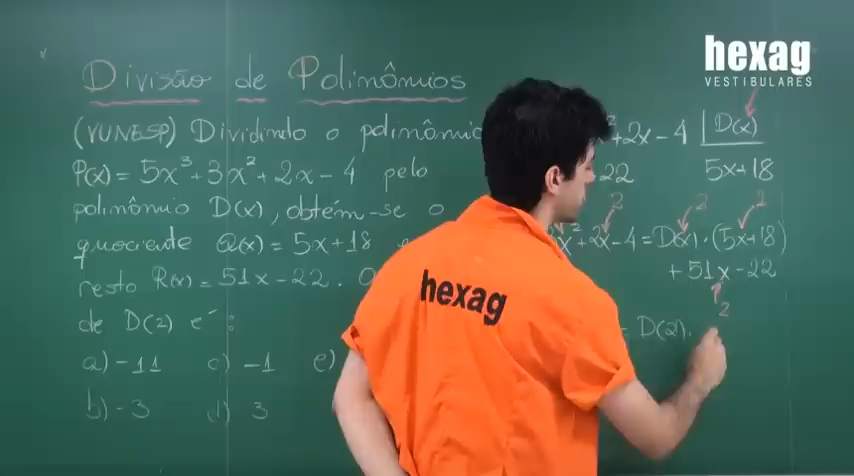 hexag
VESTIBULARES
Divisão de Polinômios
(VUNESP) Dividindo o polinômio
P(x) = 5x³ + 3x² + 2x - 4 pelo
polinômio D(x), obtém-se o
quociente Q(x) = 5x + 18 e
resto R(x) = 51x - 22. O
de D(2) é:
a) - 11 c) - 1 e)
b) - 3 d) 3
+ 2x - 4 D(x)
22 5x + 18
x² + 2x - 4 = D(x) . (5x + 18)
+ 51x - 22
2 2 2
2
= D(2).
hexag